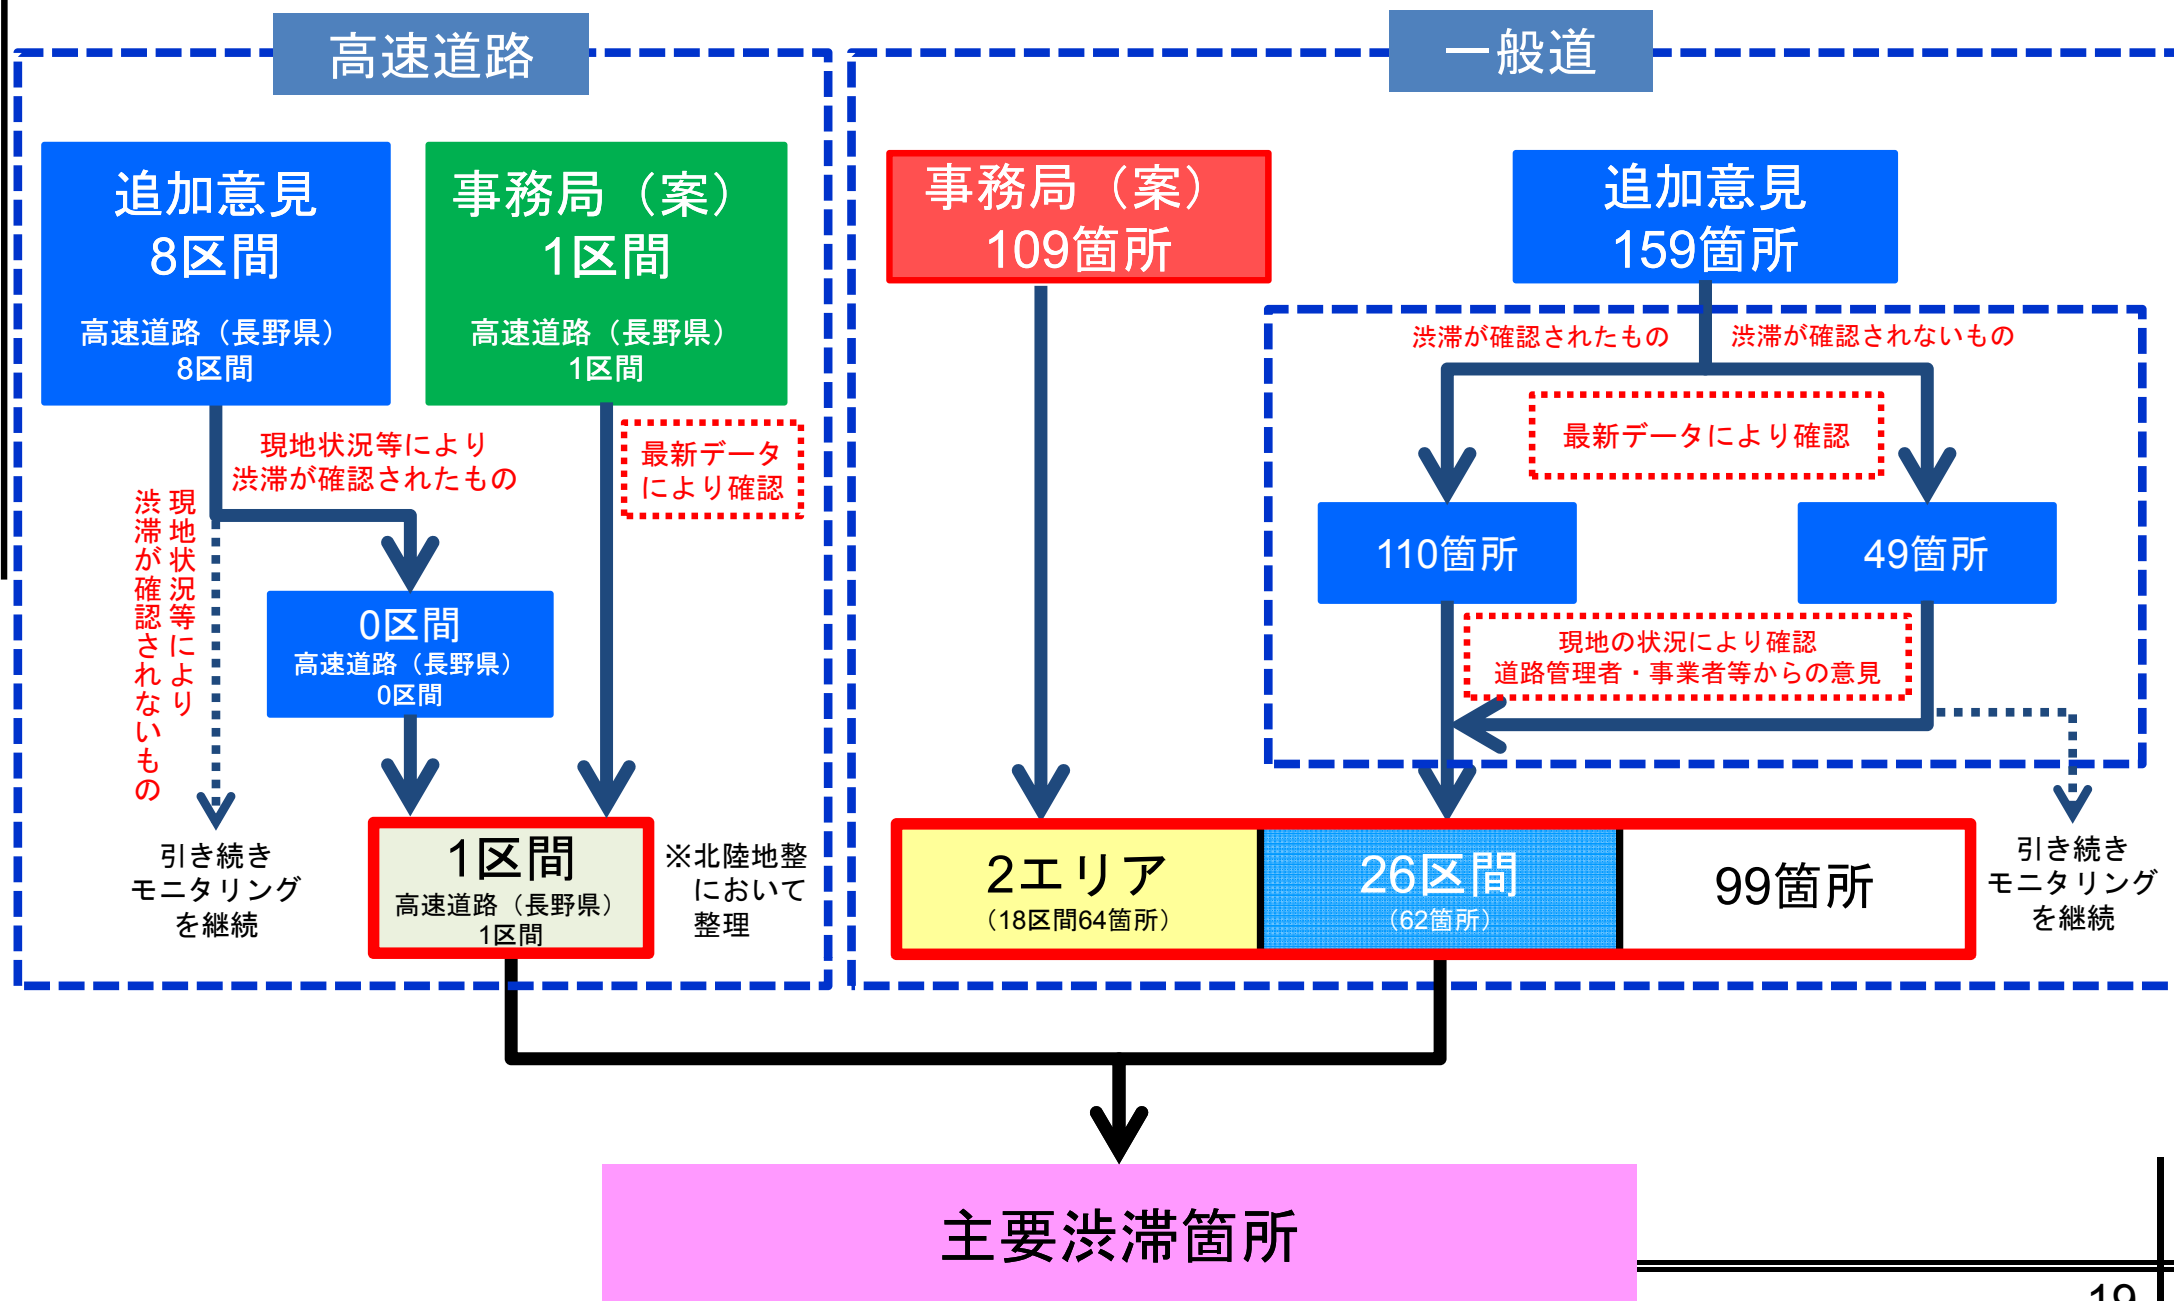 高速道路
追加意見
8区間
高速道路（長野県）
8区間
事務局（案）
1区間
高速道路（長野県）
1区間
現地状況等により
渋滞が確認されたもの
最新データ
により確認
現地状況等により
渋滞が確認されないもの
0区間
高速道路（長野県）
0区間
引き続き
モニタリング
を継続
1区間
高速道路（長野県）
1区間
※北陸地整
において
整理
一般道
事務局（案）
109箇所
追加意見
159箇所
渋滞が確認されたもの
渋滞が確認されないもの
最新データにより確認
110箇所
49箇所
現地の状況により確認
道路管理者・事業者等からの意見
2エリア
（18区間64箇所）
26区間
（62箇所）
99箇所
引き続き
モニタリング
を継続
主要渋滞箇所
19